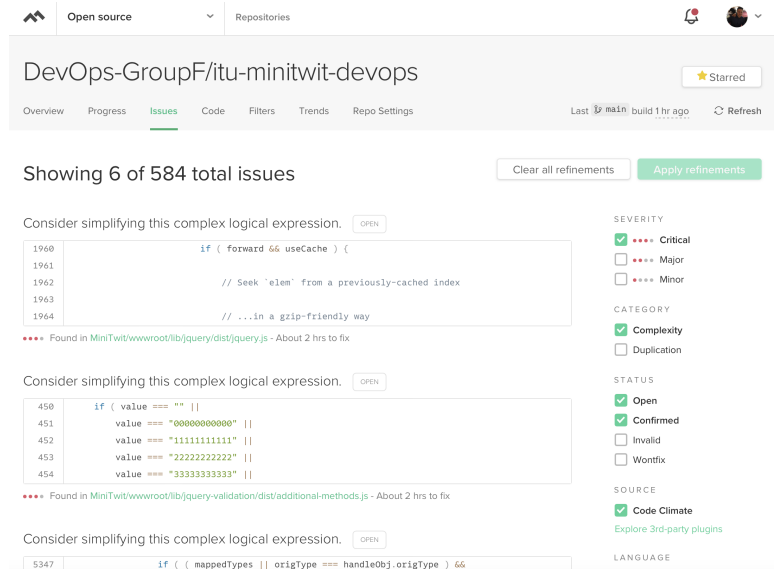 Open source
Repositories
DevOps-GroupF/itu-minitwit-devops
Starred
Overview Progress Issues Code Filters Trends Repo Settings
Last main build 1 hr ago Refresh
Showing 6 of 584 total issues
Clear all refinements Apply refinements
Consider simplifying this complex logical expression. OPEN
1960 if ( forward && useCache ) {
1961
1962 // Seek `elem` from a previously-cached index
1963
1964 // ...in a gzip-friendly way
Found in MiniTwit/wwwroot/lib/jquery/dist/jquery.js - About 2 hrs to fix
Consider simplifying this complex logical expression. OPEN
450 if ( value === "" ||
451 value === "00000000000" ||
452 value === "11111111111" ||
453 value === "22222222222" ||
454 value === "33333333333" ||
Found in MiniTwit/wwwroot/lib/jquery-validation/dist/additional-methods.js - About 2 hrs to fix
Consider simplifying this complex logical expression. OPEN
5347 if ( ( mappedTypes || origType === handleObj.origType ) &&
SEVERITY
Critical
Major
Minor
CATEGORY
Complexity
Duplication
STATUS
Open
Confirmed
Invalid
Wontfix
SOURCE
Code Climate
Explore 3rd-party plugins
LANGUAGE